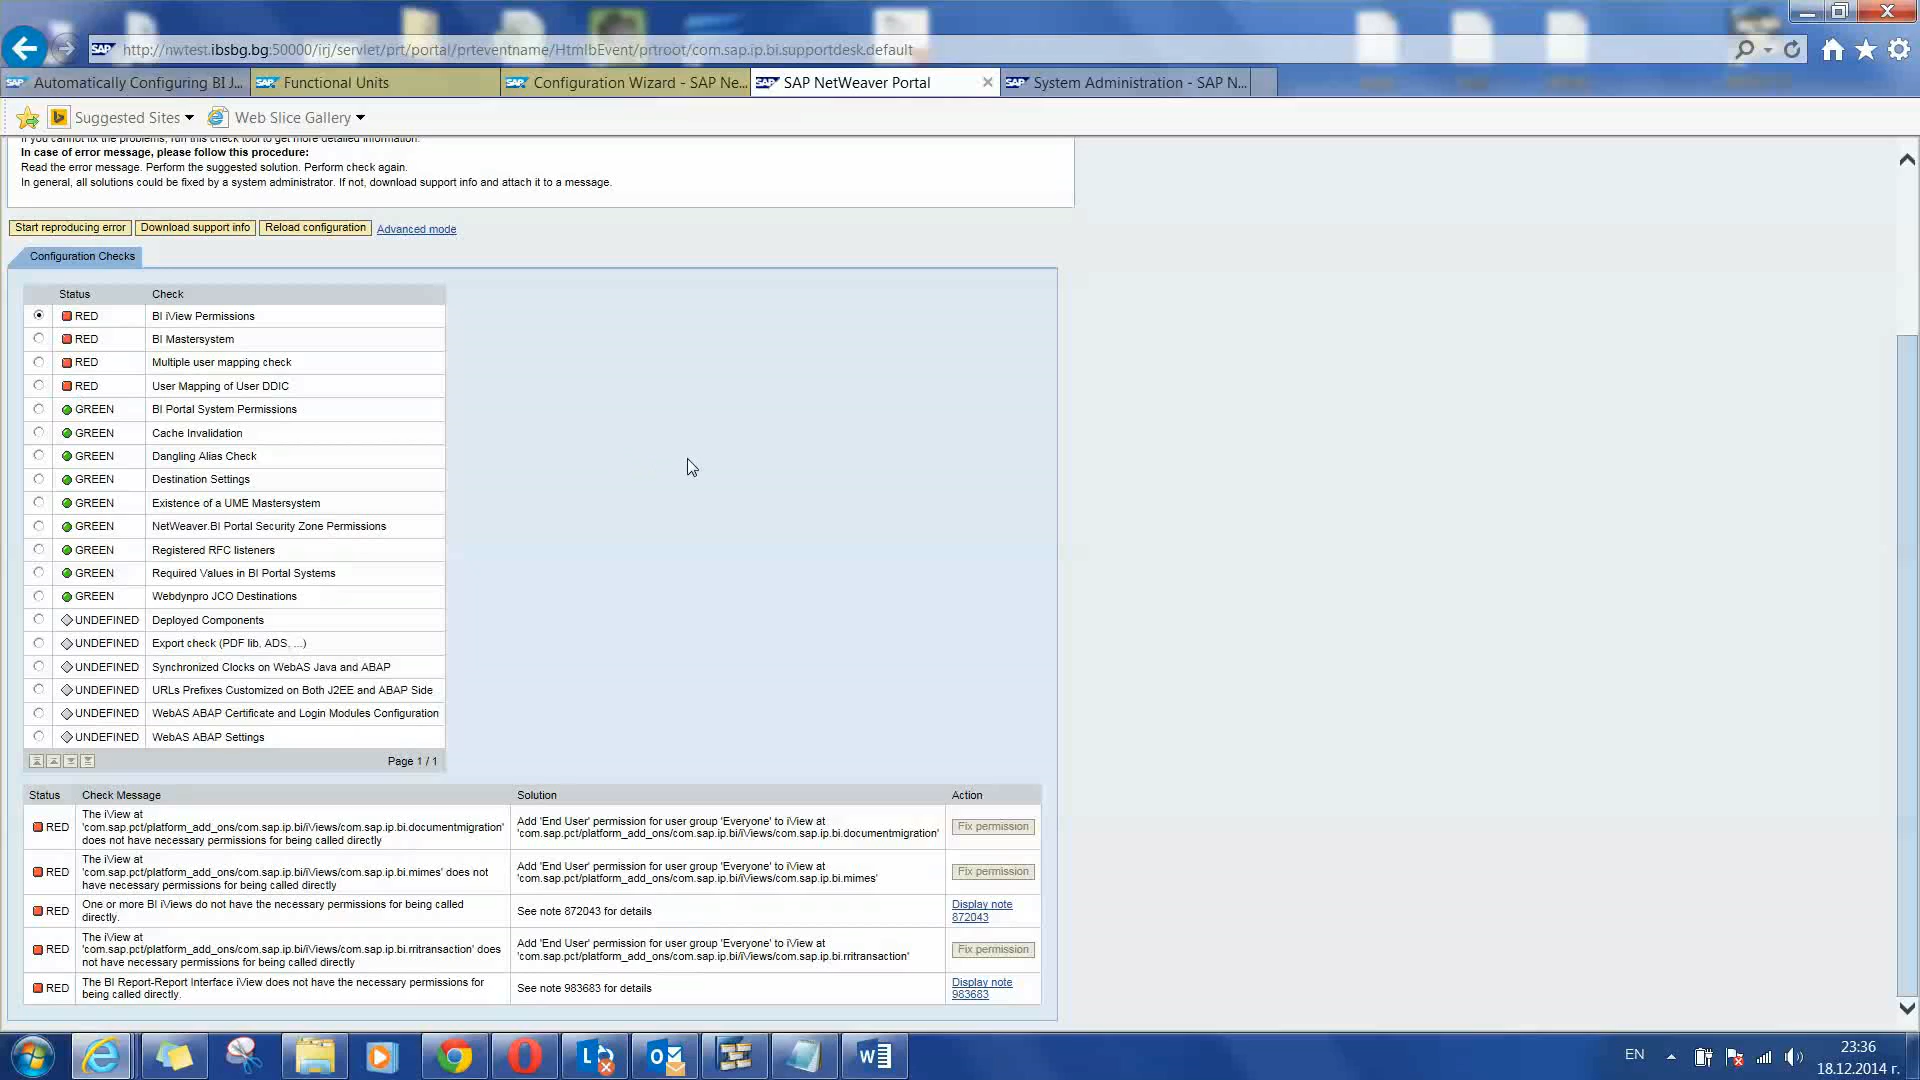 SAP http://nwtest.ibsbg.bg:50000/irj/servlet/prt/portal/prteventname/HtmlbEvent/prtroot/com.sap.ip.bi.supportdesk.default
SAP Automatically Configuring BI J... SAP Functional Units SAP Configuration Wizard - SAP Ne... SAP SAP NetWeaver Portal SAP System Administration - SAP N...
Suggested Sites Web Slice Gallery
If you cannot fix the problems, run this check tool to get more detailed information.
In case of error message, please follow this procedure:
Read the error message. Perform the suggested solution. Perform check again.
In general, all solutions could be fixed by a system administrator. If not, download support info and attach it to a message.
Start reproducing error Download support info Reload configuration Advanced mode
Configuration Checks
Status Check
RED BI iView Permissions
RED BI Mastersystem
RED Multiple user mapping check
RED User Mapping of User DDIC
GREEN BI Portal System Permissions
GREEN Cache Invalidation
GREEN Dangling Alias Check
GREEN Destination Settings
GREEN Existence of a UME Mastersystem
GREEN NetWeaver.BI Portal Security Zone Permissions
GREEN Registered RFC listeners
GREEN Required Values in BI Portal Systems
GREEN Webdynpro JCO Destinations
UNDEFINED Deployed Components
UNDEFINED Export check (PDF lib, ADS, ...)
UNDEFINED Synchronized Clocks on WebAS Java and ABAP
UNDEFINED URLs Prefixes Customized on Both J2EE and ABAP Side
UNDEFINED WebAS ABAP Certificate and Login Modules Configuration
UNDEFINED WebAS ABAP Settings
Page 1 / 1
Status Check Message Solution Action
RED
The iView at
'com.sap.pct/platform_add_ons/com.sap.ip.bi/iViews/com.sap.ip.bi.documentmigration'
does not have necessary permissions for being called directly
Add 'End User' permission for user group 'Everyone' to iView at
'com.sap.pct/platform_add_ons/com.sap.ip.bi/iViews/com.sap.ip.bi.documentmigration'
Fix permission
RED
The iView at
'com.sap.pct/platform_add_ons/com.sap.ip.bi/iViews/com.sap.ip.bi.mimes' does not
have necessary permissions for being called directly
Add 'End User' permission for user group 'Everyone' to iView at
'com.sap.pct/platform_add_ons/com.sap.ip.bi/iViews/com.sap.ip.bi.mimes'
Fix permission
RED
One or more BI iViews do not have the necessary permissions for being called
directly.
See note 872043 for details
Display note
872043
RED
The iView at
'com.sap.pct/platform_add_ons/com.sap.ip.bi/iViews/com.sap.ip.bi.rritransaction' does
not have necessary permissions for being called directly
Add 'End User' permission for user group 'Everyone' to iView at
'com.sap.pct/platform_add_ons/com.sap.ip.bi/iViews/com.sap.ip.bi.rritransaction'
Fix permission
RED
The BI Report-Report Interface iView does not have the necessary permissions for
being called directly.
See note 983683 for details
Display note
983683
EN
23:36
18.12.2014 г.